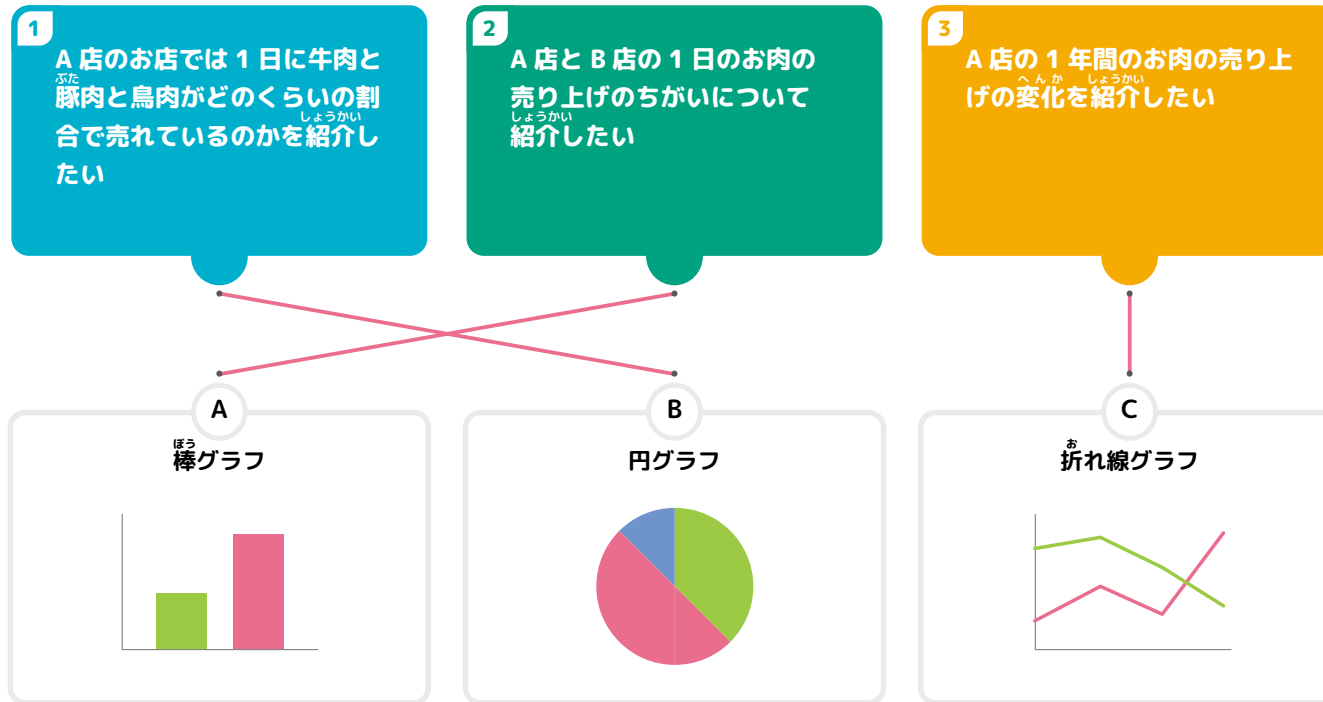 1
A 店のお店では 1 日に牛肉と
豚肉と鳥肉がどのくらいの割
ぶた
合で売れているのかを紹介し
しょうかい
たい
2
A 店と B 店の 1 日のお肉の
売り上げのちがいについて
紹介したい
しょうかい
3
A 店の 1 年間のお肉の売り上
げの変化を紹介したい
へんか しょうかい
A
棒グラフ
ぼう
B
円グラフ
C
折れ線グラフ
お